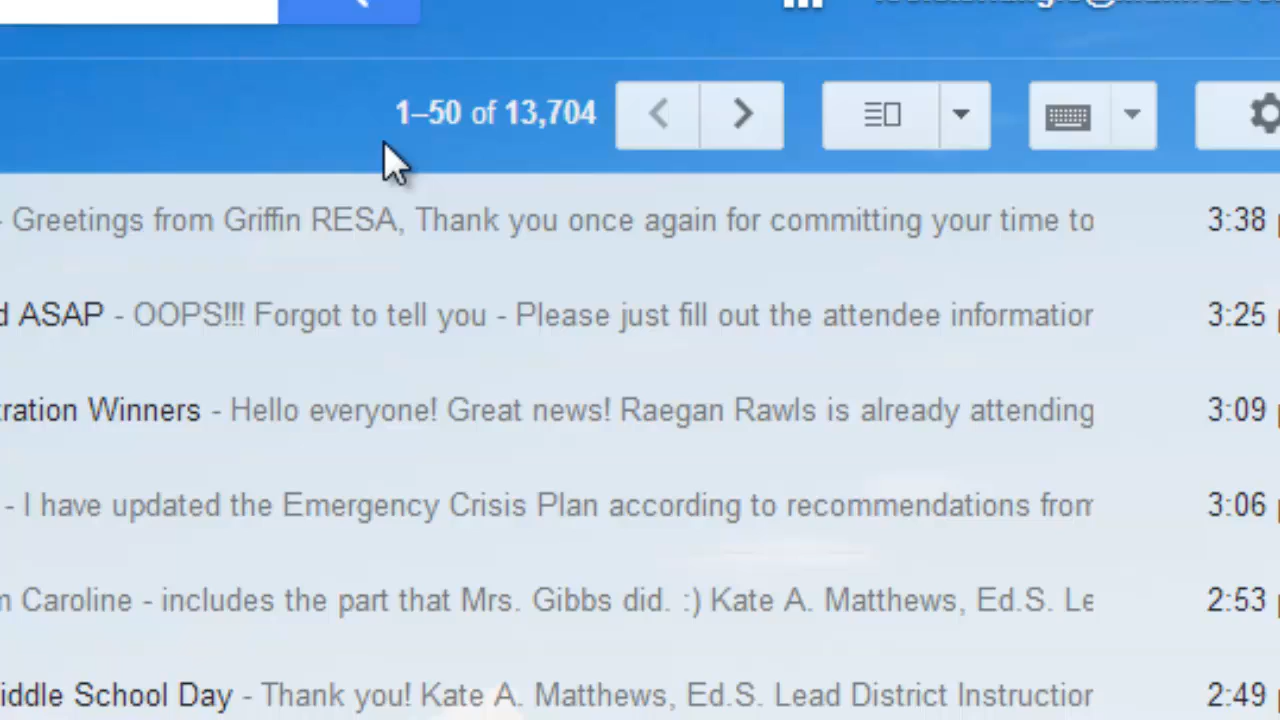 1–50 of 13,704
- Greetings from Griffin RESA, Thank you once again for committing your time to 3:38
ASAP - OOPS!!! Forgot to tell you - Please just fill out the attendee information 3:25
Winners - Hello everyone! Great news! Raegan Rawls is already attending 3:09
- I have updated the Emergency Crisis Plan according to recommendations from 3:06
Caroline - includes the part that Mrs. Gibbs did. :) Kate A. Matthews, Ed.S. Le 2:53
School Day - Thank you! Kate A. Matthews, Ed.S. Lead District Instruction 2:49